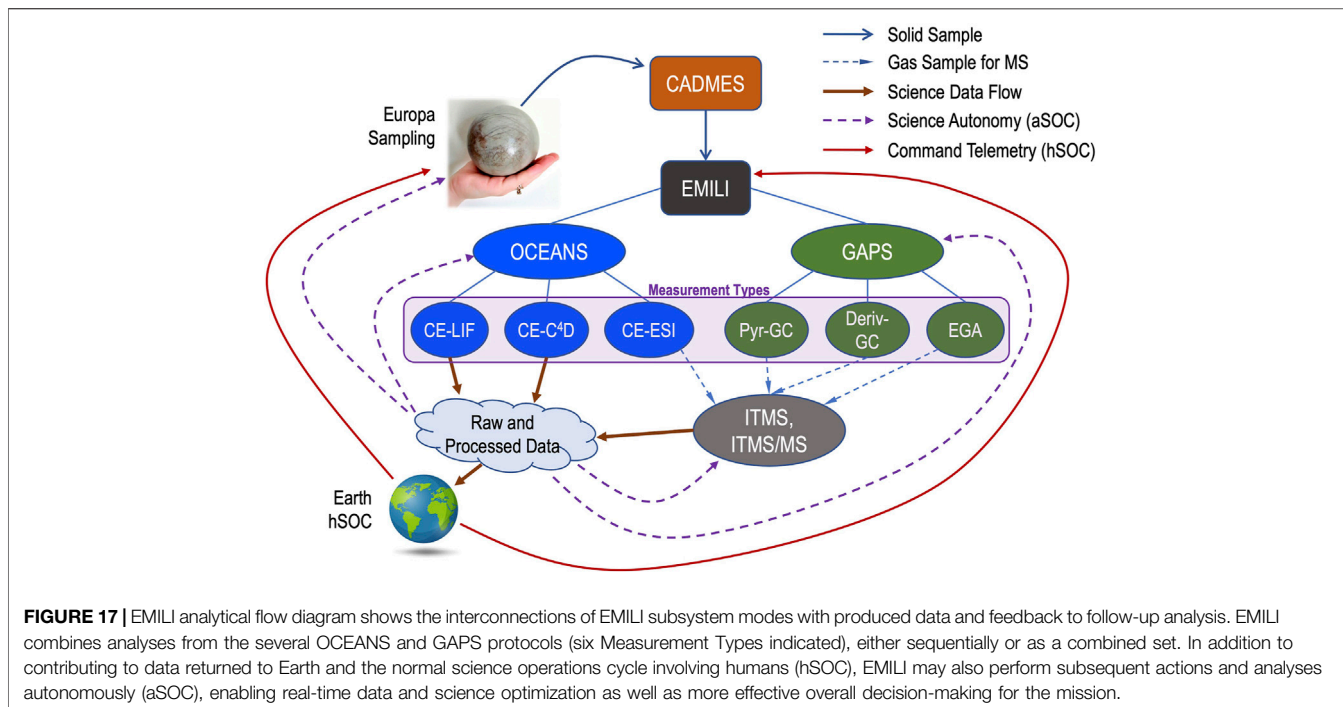 Solid Sample
Gas Sample for MS
Science Data Flow
Science Autonomy (aSOC)
Command Telemetry (hSOC)
CADMES
Europa
Sampling
EMILI
OCEANS
GAPS
Measurement Types
CE-LIF
CE-C⁴D
CE-ESI
Pyr-GC
Deriv-
GC
EGA
Raw and
Processed Data
ITMS,
ITMS/MS
Earth
hSOC
FIGURE 17 | EMILI analytical flow diagram shows the interconnections of EMILI subsystem modes with produced data and feedback to follow-up analysis. EMILI
combines analyses from the several OCEANS and GAPS protocols (six Measurement Types indicated), either sequentially or as a combined set. In addition to
contributing to data returned to Earth and the normal science operations cycle involving humans (hSOC), EMILI may also perform subsequent actions and analyses
autonomously (aSOC), enabling real-time data and science optimization as well as more effective overall decision-making for the mission.